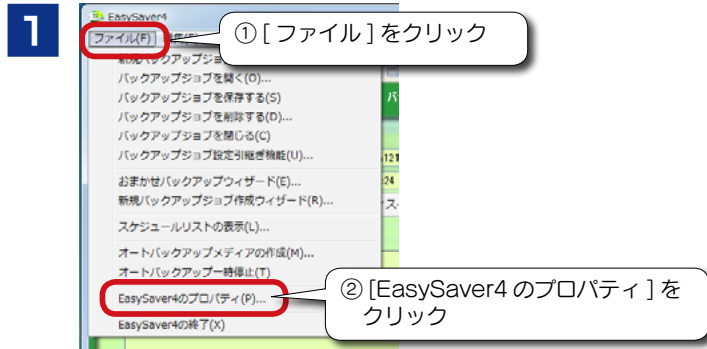 1
EasySaver4
ファイル(F)
① [ ファイル ] をクリック
新規バックアップジョ
バックアップジョブを開く(O)...
バックアップジョブを保存する(S)
バックアップジョブを削除する(D)...
バックアップジョブを閉じる(C)
バックアップジョブ設定引継ぎ機能(U)...
おまかせバックアップウィザード(E)...
新規バックアップジョブ作成ウィザード(R)...
スケジュールリストの表示(L)...
オートバックアップメディアの作成(M)...
オートバックアップ一時停止(T)
EasySaver4のプロパティ(P)...
② [EasySaver4 のプロパティ ] を
クリック
EasySaver4の終了(X)